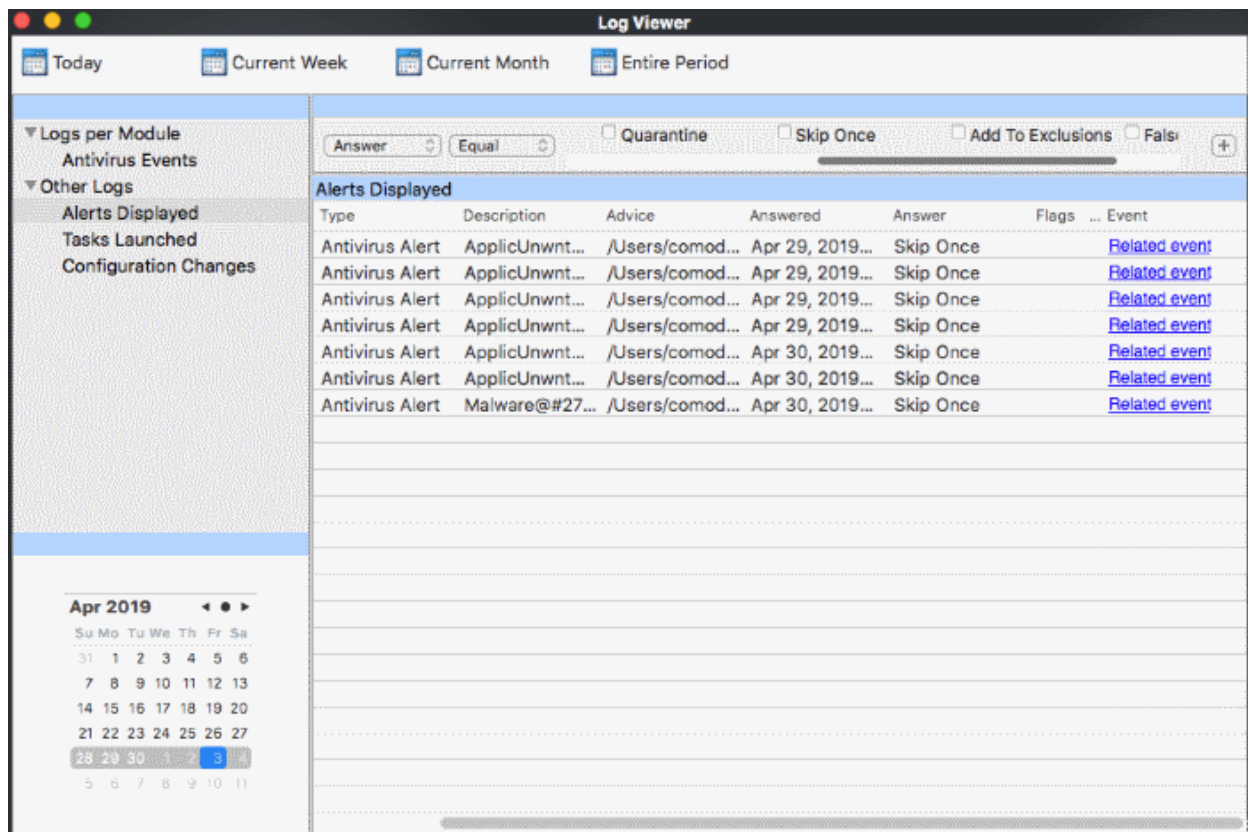 Log Viewer
Today Current Week Current Month Entire Period
Logs per Module
Antivirus Events
Other Logs
Alerts Displayed
Tasks Launched
Configuration Changes
Answer Equal Quarantine Skip Once Add To Exclusions Fals
Alerts Displayed
Type Description Advice Answered Answer Flags ... Event
Antivirus Alert ApplicUnwnt... /Users/comod... Apr 29, 2019... Skip Once Related event
Antivirus Alert ApplicUnwnt... /Users/comod... Apr 29, 2019... Skip Once Related event
Antivirus Alert ApplicUnwnt... /Users/comod... Apr 29, 2019... Skip Once Related event
Antivirus Alert ApplicUnwnt... /Users/comod... Apr 29, 2019... Skip Once Related event
Antivirus Alert ApplicUnwnt... /Users/comod... Apr 30, 2019... Skip Once Related event
Antivirus Alert ApplicUnwnt... /Users/comod... Apr 30, 2019... Skip Once Related event
Antivirus Alert Malware@#27... /Users/comod... Apr 30, 2019... Skip Once Related event
Apr 2019
Su Mo Tu We Th Fr Sa
31 1 2 3 4 5 6
7 8 9 10 11 12 13
14 15 16 17 18 19 20
21 22 23 24 25 26 27
28 29 30 1 2 3 4
5 6 7 8 9 10 11